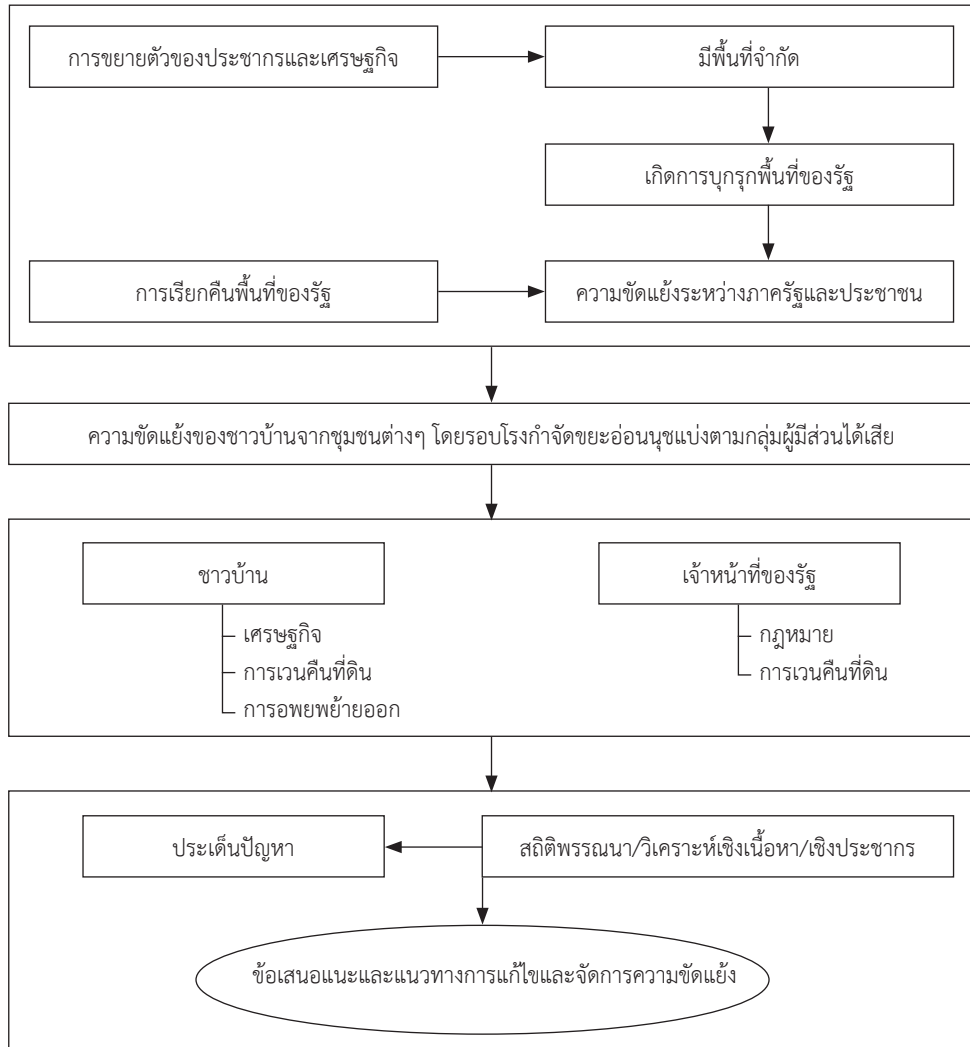 การขยายตัวของประชากรและเศรษฐกิจ
มีพื้นที่จำกัด
เกิดการบุกรุกพื้นที่ของรัฐ
การเรียกคืนพื้นที่ของรัฐ
ความขัดแย้งระหว่างภาครัฐและประชาชน
ความขัดแย้งของชาวบ้านจากชุมชนต่างๆ โดยรอบโรงกำจัดขยะอ่อนนุชแบ่งตามกลุ่มผู้มีส่วนได้เสีย
ชาวบ้าน
เจ้าหน้าที่ของรัฐ
เศรษฐกิจ
กฎหมาย
การเวนคืนที่ดิน
การเวนคืนที่ดิน
การอพยพย้ายออก
ประเด็นปัญหา
สถิติพรรณนา/วิเคราะห์เชิงเนื้อหา/เชิงประชากร
ข้อเสนอแนะและแนวทางการแก้ไขและจัดการความขัดแย้ง